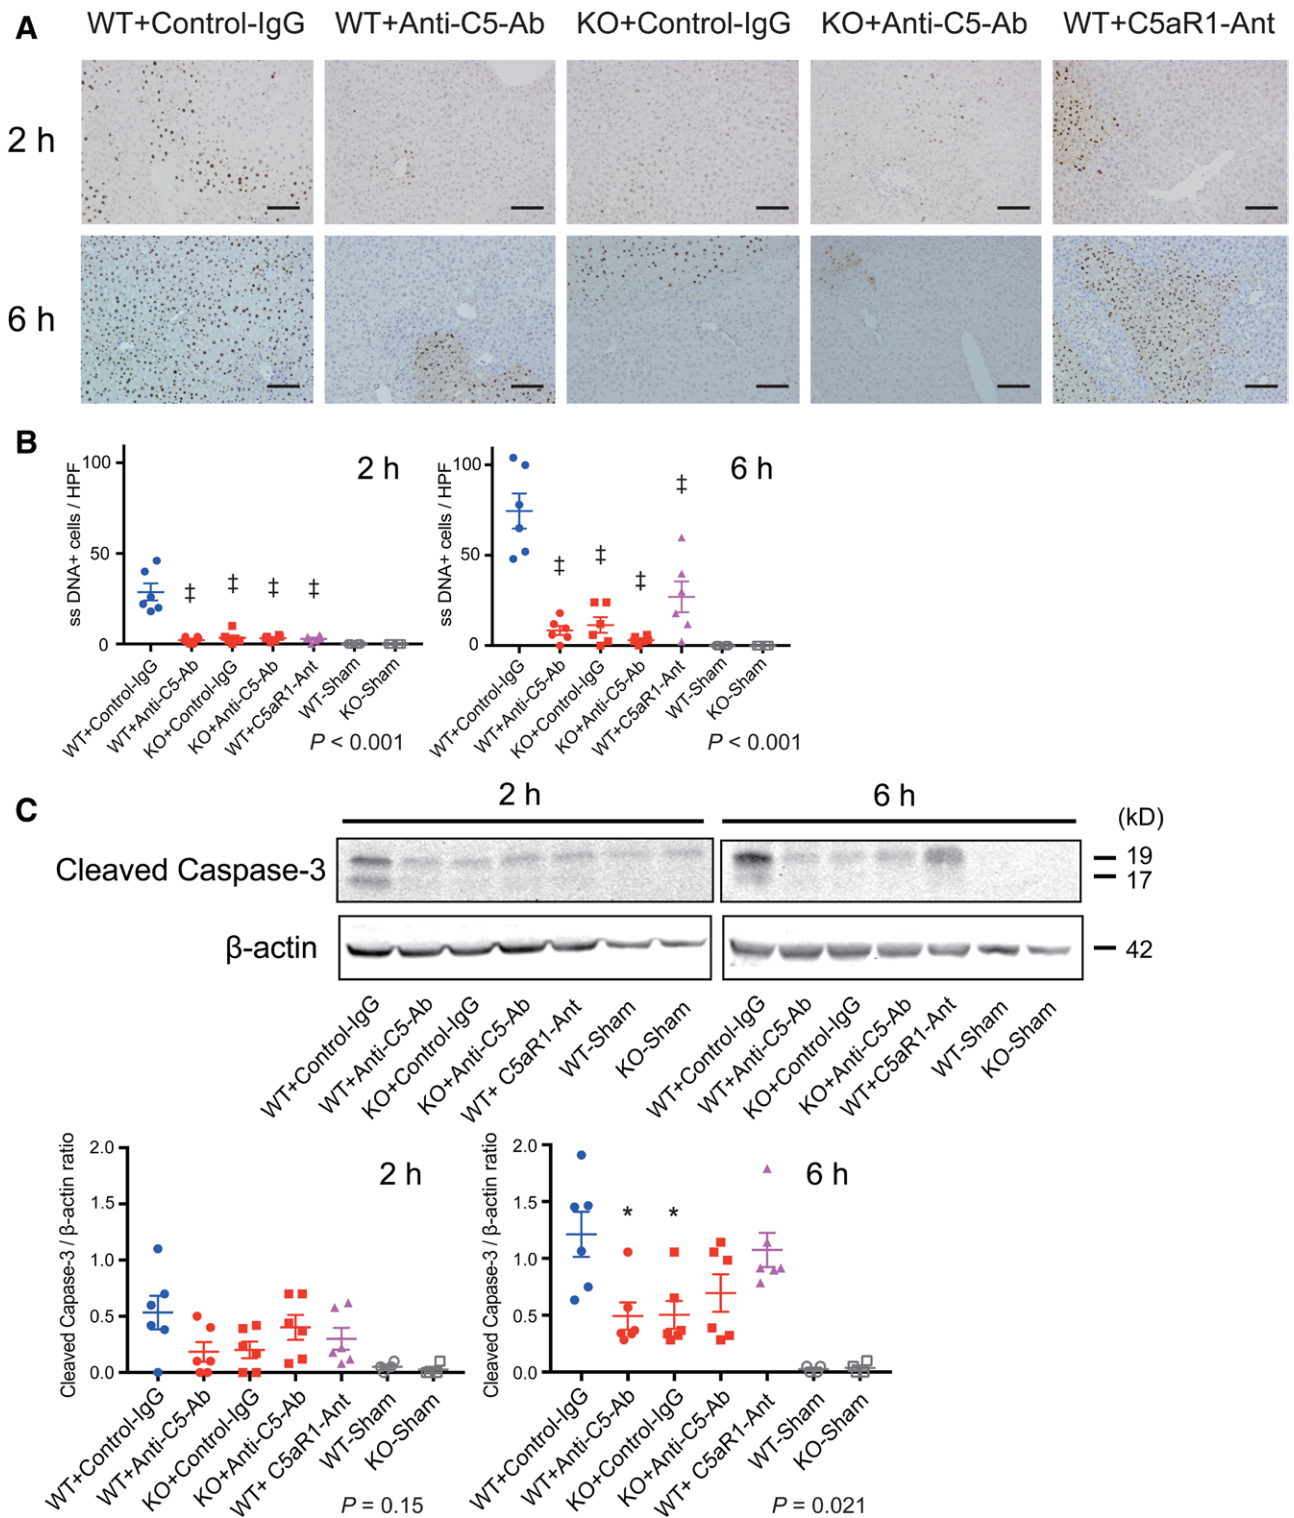 A
WT+Control-IgG
WT+Anti-C5-Ab
KO+Control-IgG
KO+Anti-C5-Ab
WT+C5aR1-Ant
2 h
6 h
B
ss DNA+ cells / HPF
100
50
0
2 h
‡
‡
‡
‡
WT+Control-IgG
WT+Anti-C5-Ab
KO+Control-IgG
KO+Anti-C5-Ab
WT+C5aR1-Ant
WT-Sham
KO-Sham
P < 0.001
ss DNA+ cells / HPF
100
50
0
6 h
‡
‡
‡
‡
WT+Control-IgG
WT+Anti-C5-Ab
KO+Control-IgG
KO+Anti-C5-Ab
WT+C5aR1-Ant
WT-Sham
KO-Sham
P < 0.001
C
2 h
6 h
(kD)
Cleaved Caspase-3
19
17
β-actin
42
WT+Control-IgG
WT+Anti-C5-Ab
KO+Control-IgG
KO+Anti-C5-Ab
WT+ C5aR1-Ant
WT-Sham
KO-Sham
WT+Control-IgG
WT+Anti-C5-Ab
KO+Control-IgG
KO+Anti-C5-Ab
WT+C5aR1-Ant
WT-Sham
KO-Sham
Cleaved Capase-3 / β-actin ratio
2.0
1.5
1.0
0.5
0.0
2 h
WT+Control-IgG
WT+Anti-C5-Ab
KO+Control-IgG
KO+Anti-C5-Ab
WT+ C5aR1-Ant
WT-Sham
KO-Sham
P = 0.15
Cleaved Capase-3 / β-actin ratio
2.0
1.5
1.0
0.5
0.0
6 h
*
*
WT+Control-IgG
WT+Anti-C5-Ab
KO+Control-IgG
KO+Anti-C5-Ab
WT+ C5aR1-Ant
WT-Sham
KO-Sham
P = 0.021